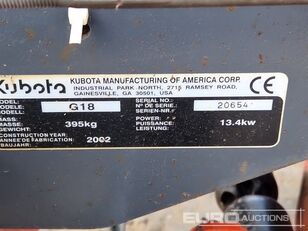 Kubota KUBOTA MANUFACTURING OF AMERICA CORP.
INDUSTRIAL PARK NORTH, 2715 RAMSEY ROAD,
GAINESVILLE, GA 30501, USA
CE
MODEL:
MODELE:
MODELL:
G18
SERIAL NO.:
N° DE SERIE:
SERIEN-NR.:
20654
MASS:
MASSE:
GEWICHT:
395kg
POWER:
PUISSANCE:
LEISTUNG:
13.4kw
CONSTRUCTION YEAR:
ANNEE DE FABRICATION:
BAUJAHR:
2002
EUROAUCTIONS